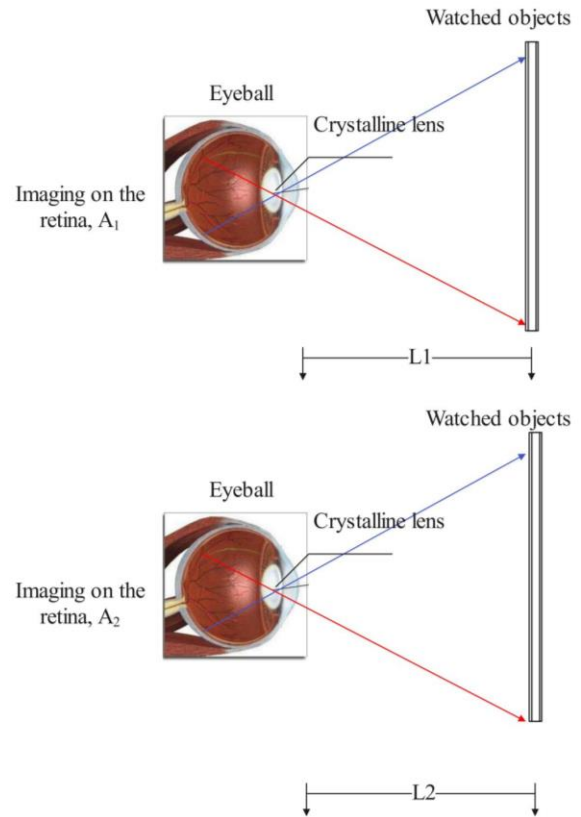 Watched objects
Eyeball
Crystalline lens
Imaging on the
retina, A₁
L1
Watched objects
Eyeball
Crystalline lens
Imaging on the
retina, A₂
L2